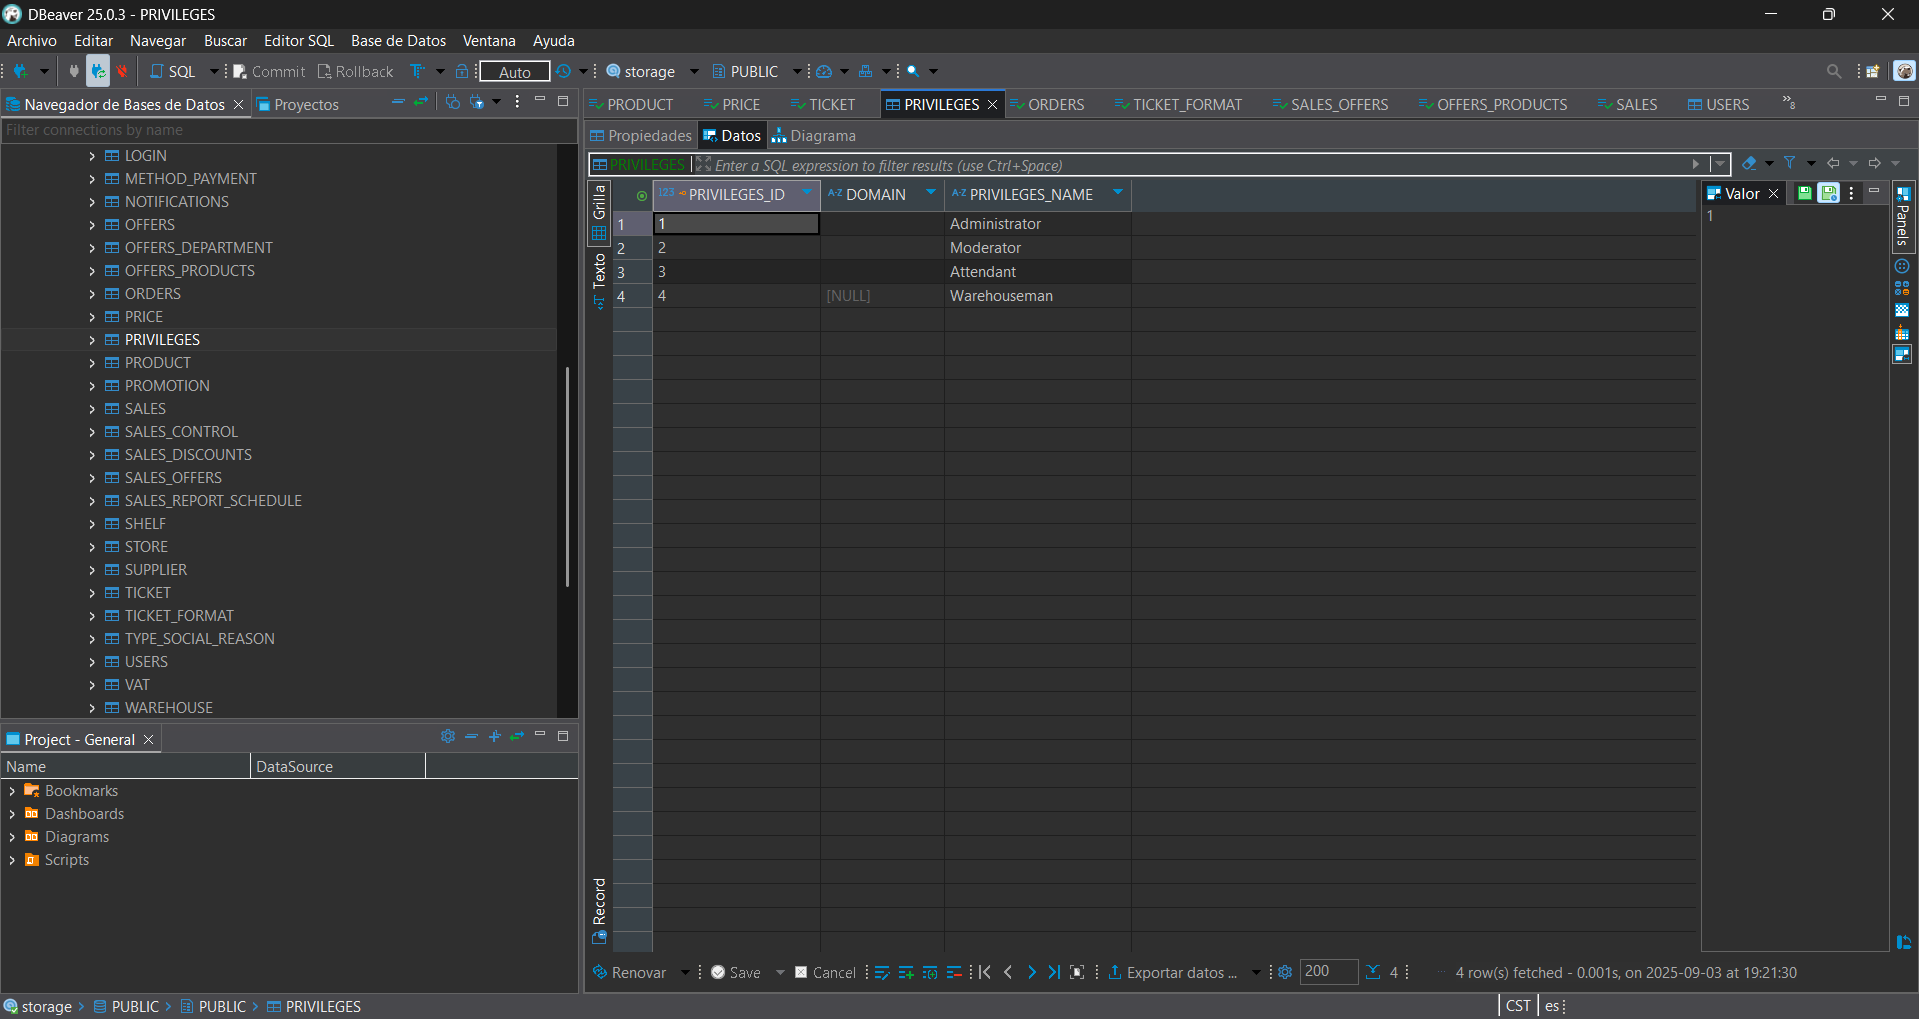 DBeaver 25.0.3 - PRIVILEGES
Archivo Editar Navegar Buscar Editor SQL Base de Datos Ventana Ayuda
SQL Commit Rollback Auto storage PUBLIC
Navegador de Bases de Datos Proyectos
Filter connections by name
LOGIN
METHOD_PAYMENT
NOTIFICATIONS
OFFERS
OFFERS_DEPARTMENT
OFFERS_PRODUCTS
ORDERS
PRICE
PRIVILEGES
PRODUCT
PROMOTION
SALES
SALES_CONTROL
SALES_DISCOUNTS
SALES_OFFERS
SALES_REPORT_SCHEDULE
SHELF
STORE
SUPPLIER
TICKET
TICKET_FORMAT
TYPE_SOCIAL_REASON
USERS
VAT
WAREHOUSE
Project - General
Name DataSource
Bookmarks
Dashboards
Diagrams
Scripts
PRODUCT PRICE TICKET PRIVILEGES ORDERS TICKET_FORMAT SALES_OFFERS OFFERS_PRODUCTS SALES USERS »8
Propiedades Datos Diagrama
PRIVILEGES Enter a SQL expression to filter results (use Ctrl+Space)
Grilla
Texto
Record
123 PRIVILEGES_ID A-Z DOMAIN A-Z PRIVILEGES_NAME
1 1 Administrator
2 2 Moderator
3 3 Attendant
4 4 [NULL] Warehouseman
Valor
1
Panels
Renovar Save Cancel Exportar datos ... 200 4 4 row(s) fetched - 0.001s, on 2025-09-03 at 19:21:30
storage PUBLIC PUBLIC PRIVILEGES CST es